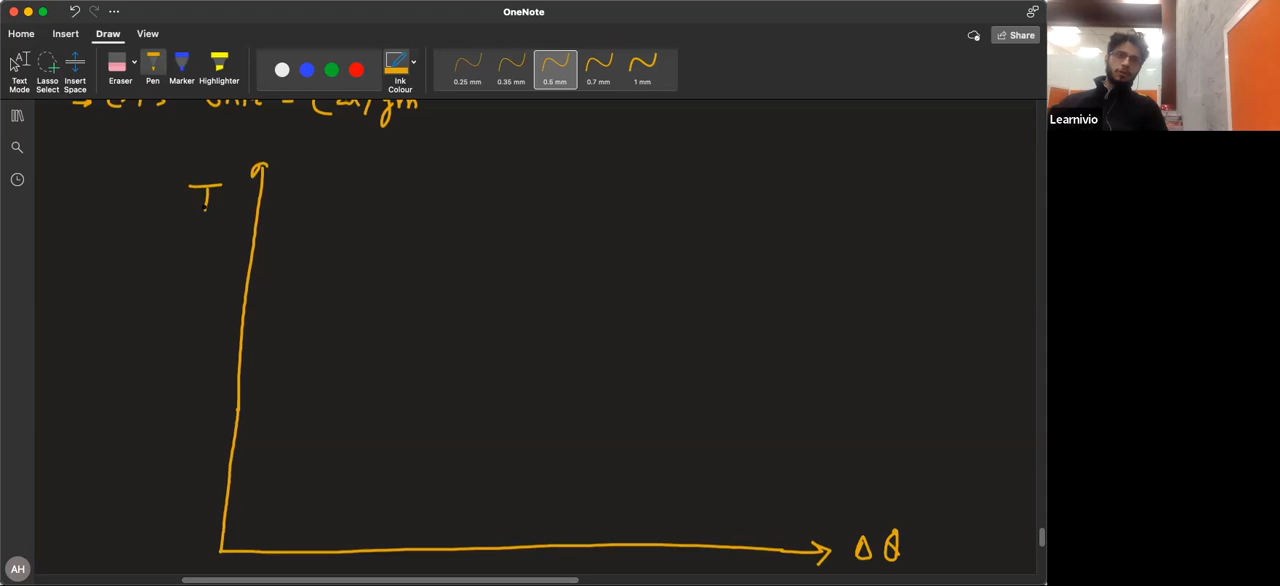 OneNote
Home Insert Draw View
Share
Text Mode
Lasso Select
Insert Space
Eraser
Pen
Marker
Highlighter
Ink Colour
0.25 mm
0.35 mm
0.5 mm
0.7 mm
1 mm
Learnivio
T
Δ Q
AH